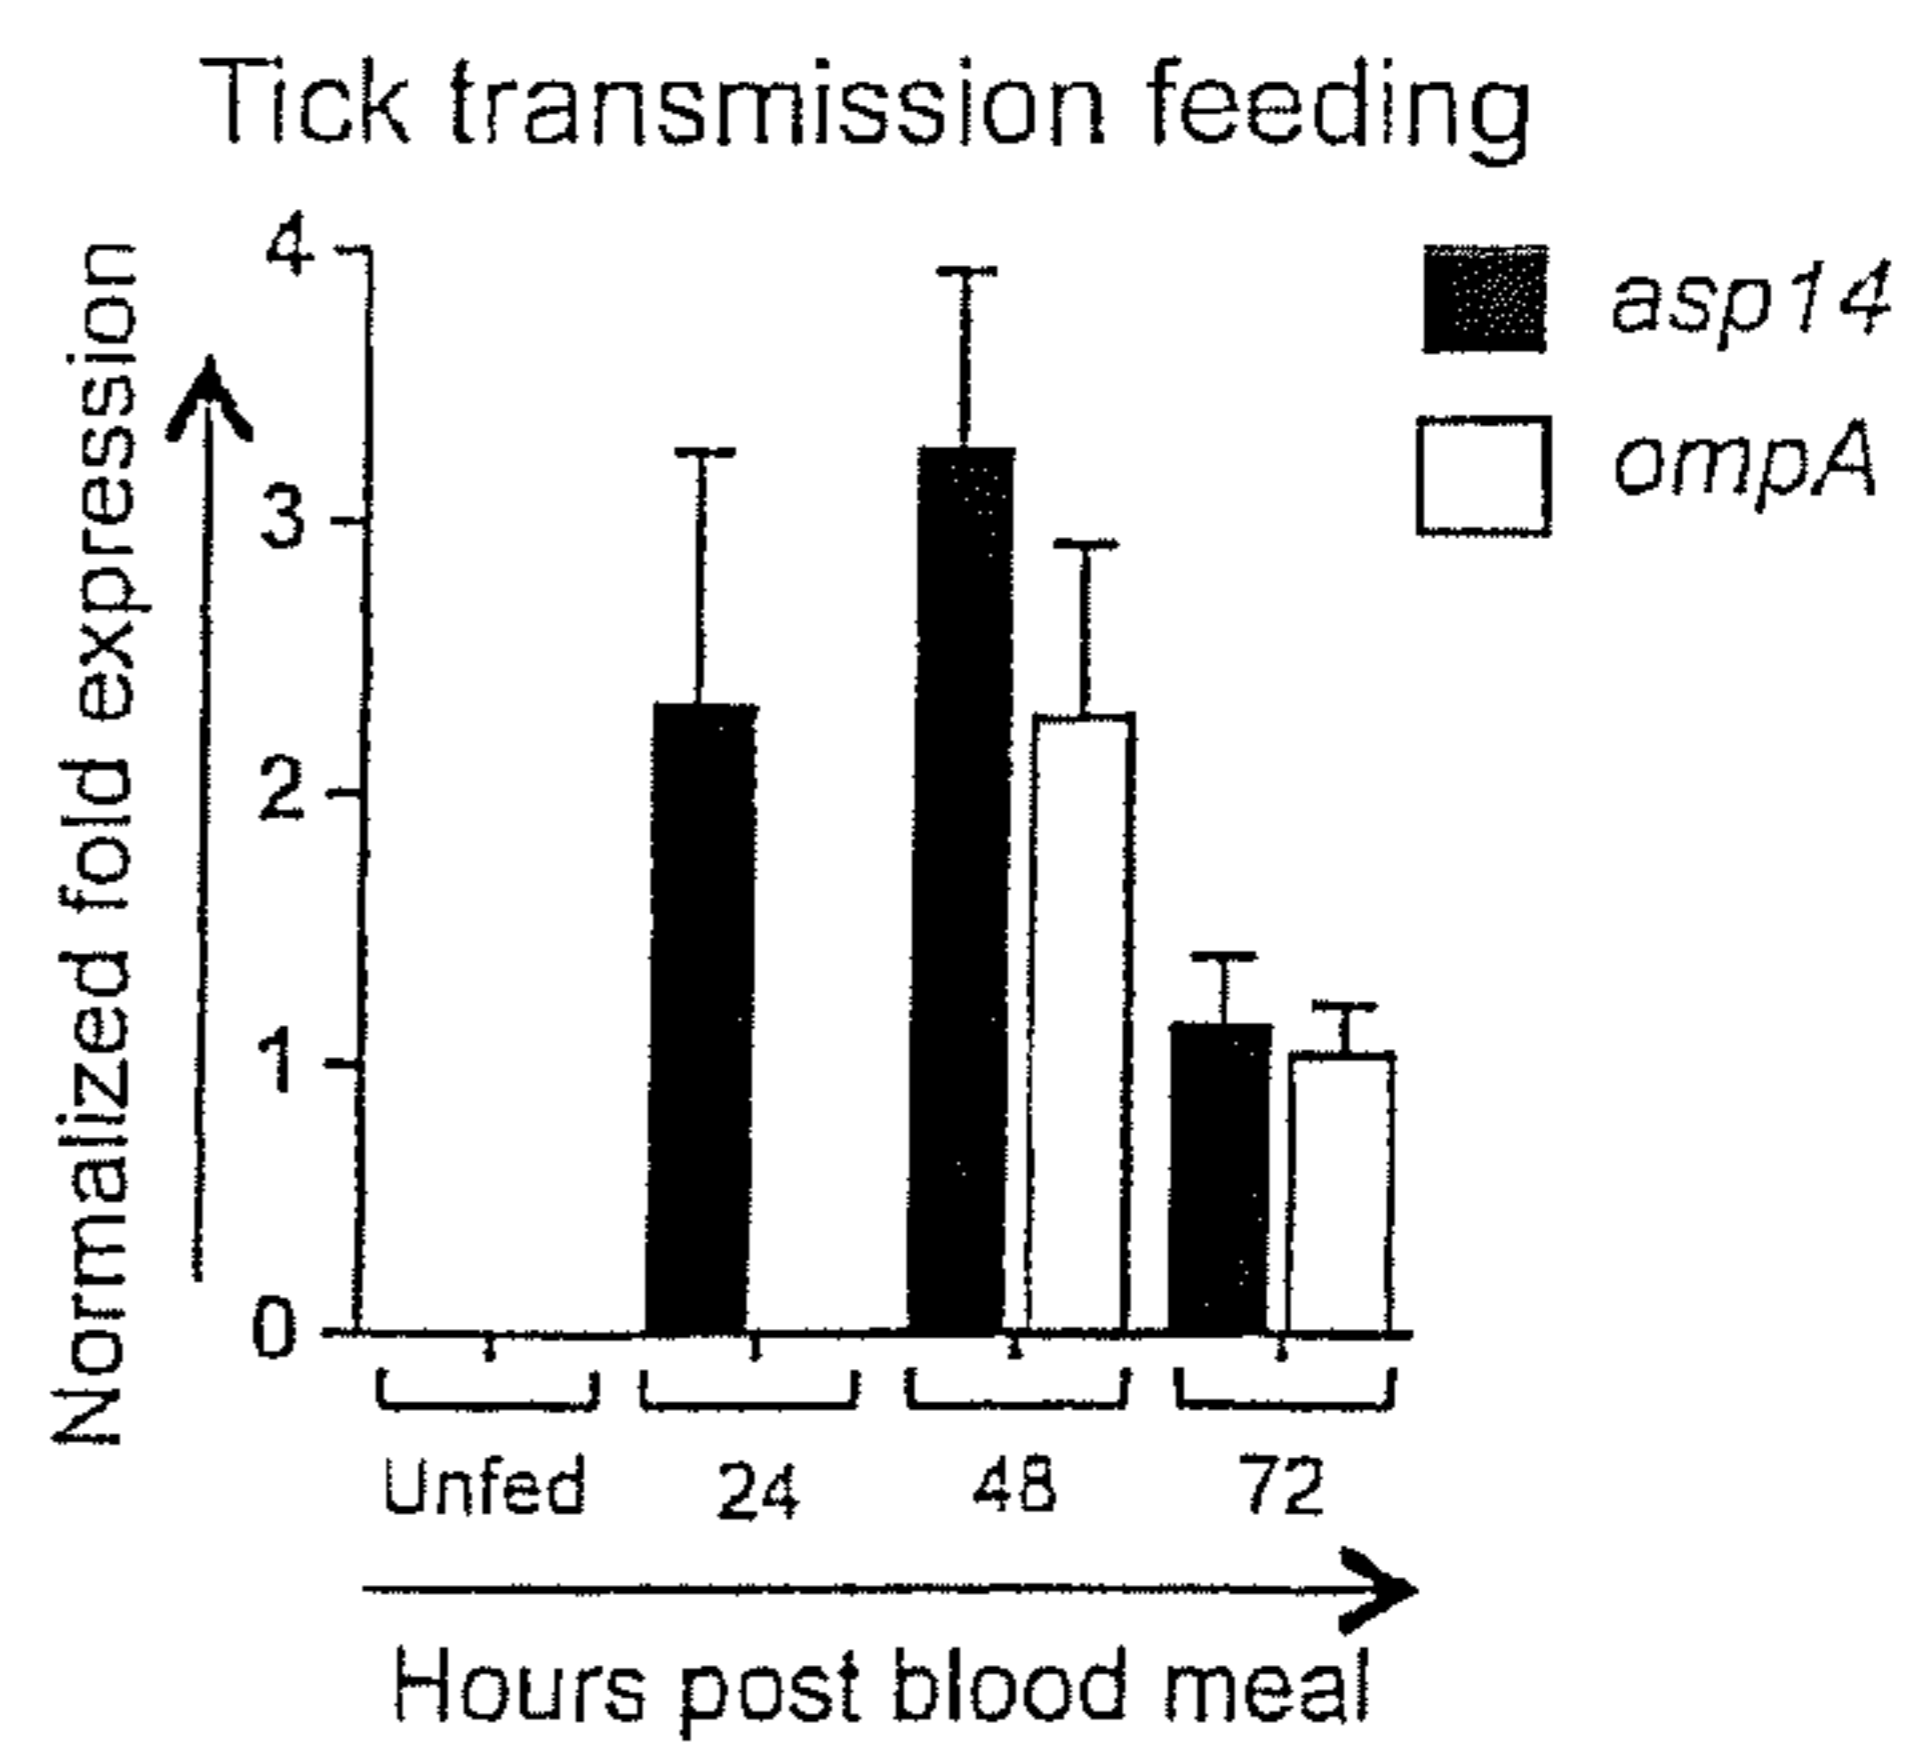 Tick transmission feeding
Normalized fold expression
4
3
2
1
0
asp14
ompA
Unfed 24 48 72
Hours post blood meal